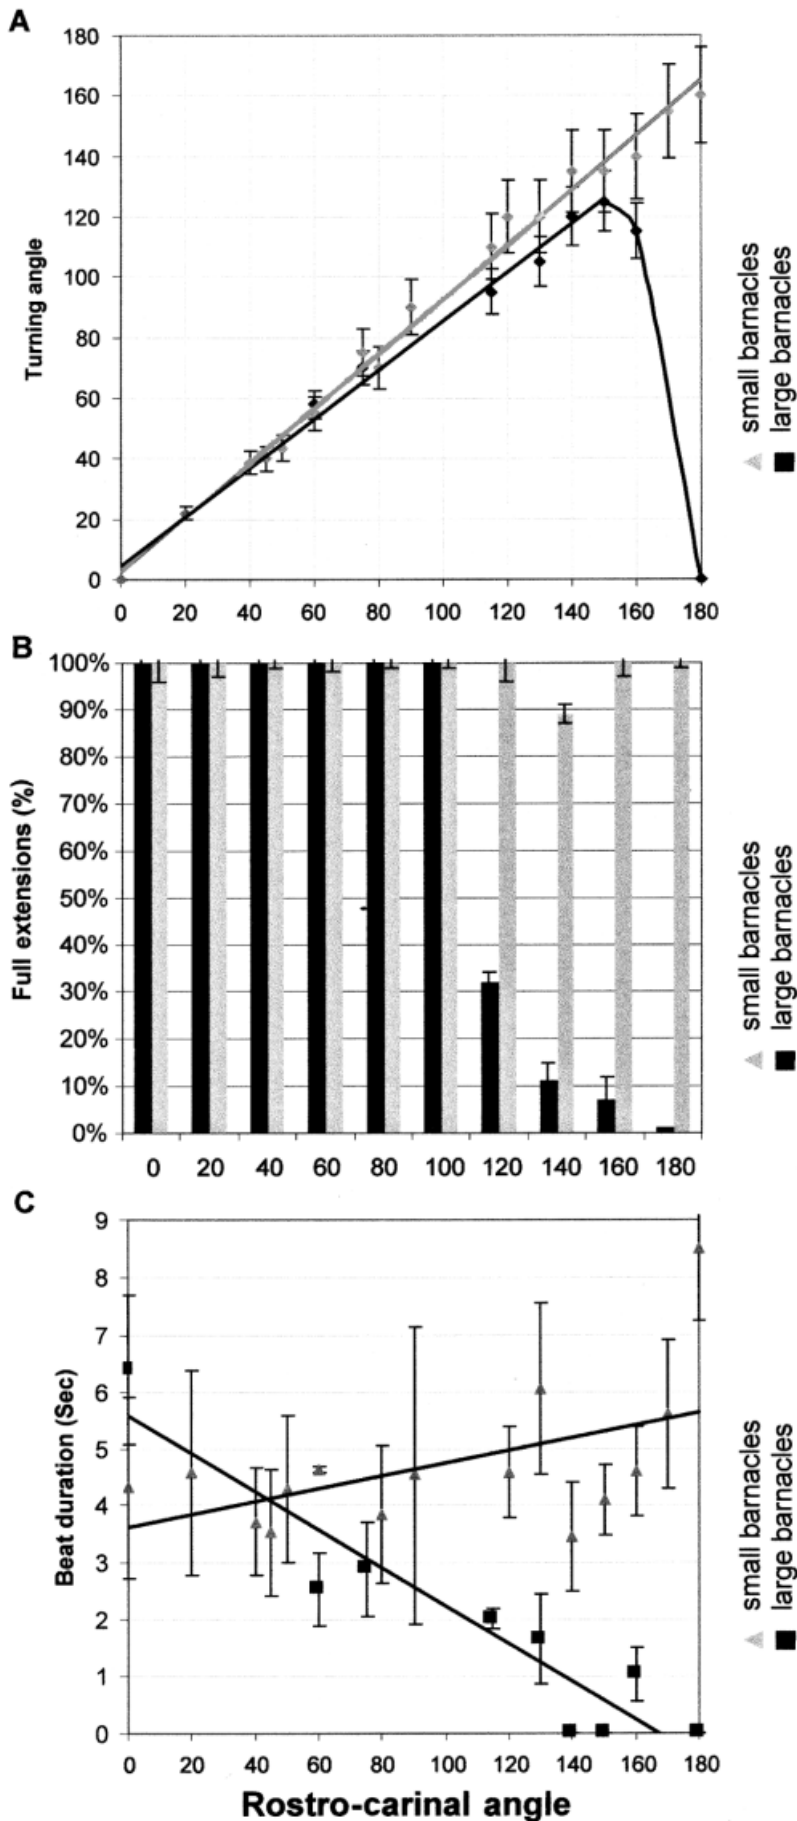 A
180
160
140
120
100
80
60
40
20
0
Turning angle
0 20 40 60 80 100 120 140 160 180
small barnacles
large barnacles
B
100%
90%
80%
70%
60%
50%
40%
30%
20%
10%
0%
Full extensions (%)
0 20 40 60 80 100 120 140 160 180
small barnacles
large barnacles
C
9
8
7
6
5
4
3
2
1
0
Beat duration (Sec)
0 20 40 60 80 100 120 140 160 180
small barnacles
large barnacles
Rostro-carinal angle